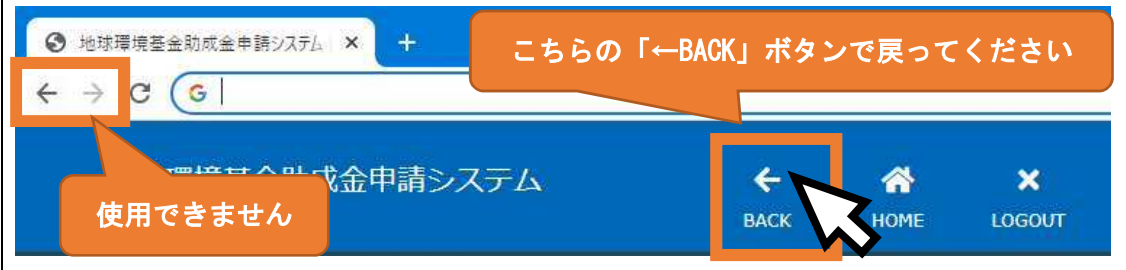 地球環境基金助成金申請システム
こちらの「←BACK」ボタンで戻ってください
G
環境基金助成金申請システム
使用できません
BACK
HOME
LOGOUT